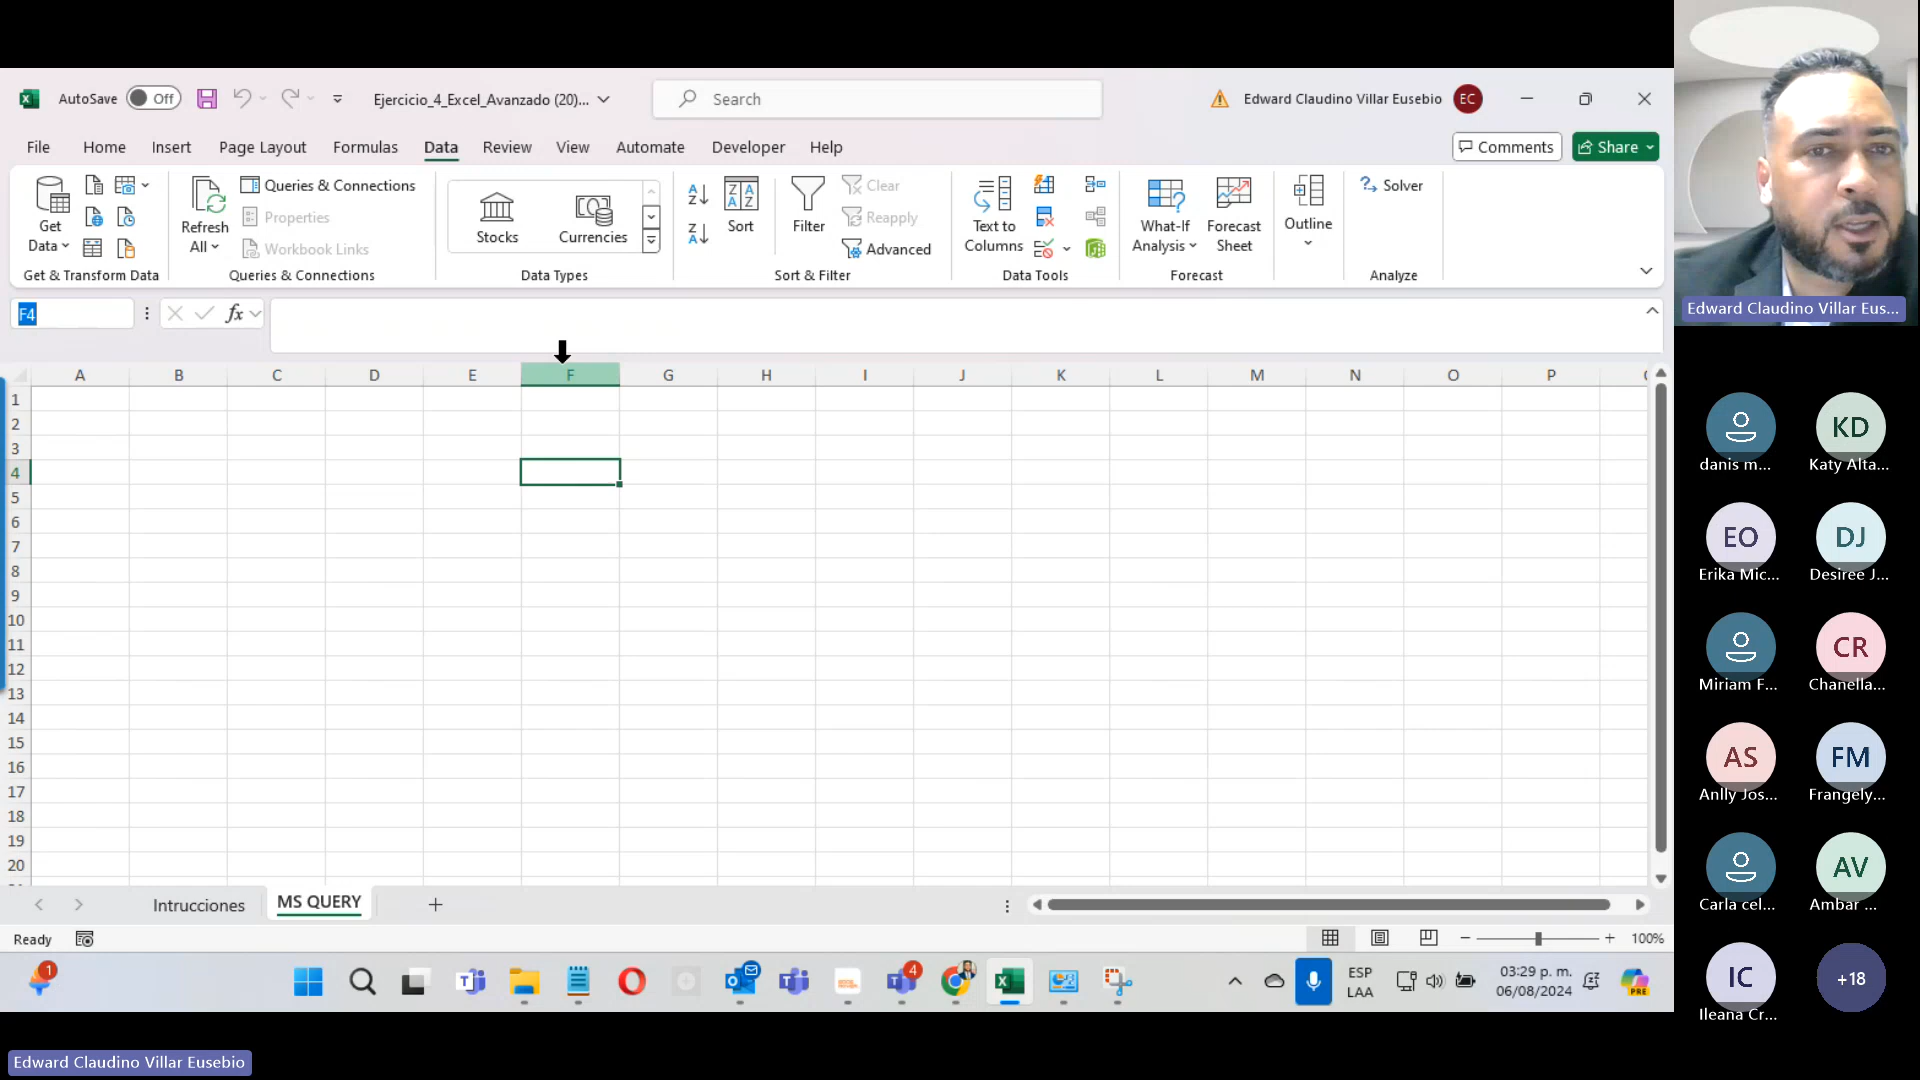 AutoSave Off Ejercicio_4_Excel_Avanzado (20)... Search Edward Claudino Villar Eusebio EC
File Home Insert Page Layout Formulas Data Review View Automate Developer Help Comments Share
Get Data
Get & Transform Data
Refresh All
Queries & Connections
Properties
Workbook Links
Queries & Connections
Stocks
Currencies
Data Types
Sort
Filter
Clear
Reapply
Advanced
Sort & Filter
Text to Columns
Data Tools
What-If Analysis
Forecast Sheet
Forecast
Outline
Solver
Analyze
F4 fx
A B C D E F G H I J K L M N O P
1
2
3
4
5
6
7
8
9
10
11
12
13
14
15
16
17
18
19
20
Intrucciones MS QUERY
Ready 100%
1 4 ESP LAA 03:29 p. m. 06/08/2024 PRE
Edward Claudino Villar Eusebio
Edward Claudino Villar Eus...
KD
danis m... Katy Alta...
EO DJ
Erika Mic... Desiree J...
CR
Miriam F... Chanella...
AS FM
Anlly Jos... Frangely...
AV
Carla cel... Ambar ...
IC +18
Ileana Cr...